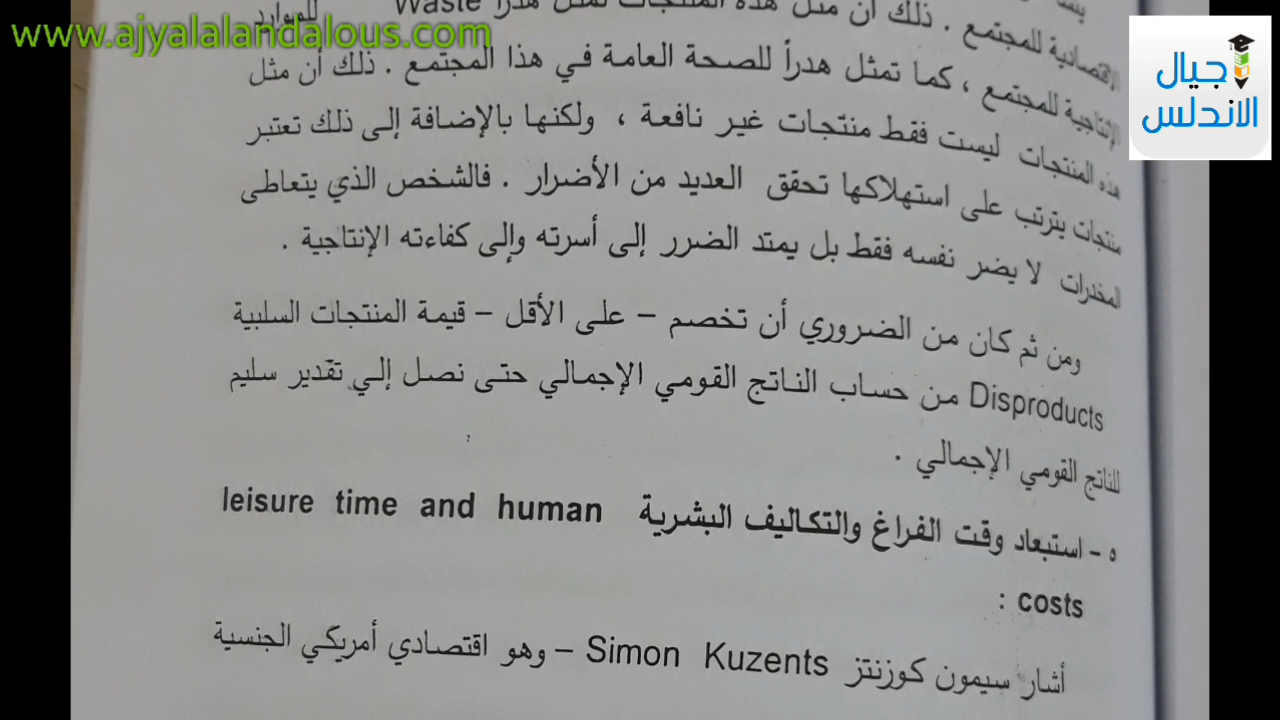 www.ajyalalandalous.com
اجيال
الاندلس
الإقتصادية للمجتمع . ذلك أن مثل هذه المنتجات تمثل هدراً Waste للموارد
الإنتاجية للمجتمع ، كما تمثل هدراً للصحة العامة في هذا المجتمع . ذلك أن مثل
هذه المنتجات ليست فقط منتجات غير نافعة ، ولكنها بالإضافة إلى ذلك تعتبر
منتجات يترتب على استهلاكها تحقق العديد من الأضرار . فالشخص الذي يتعاطى
المخدرات لا يضر نفسه فقط بل يمتد الضرر إلى أسرته وإلى كفاءته الإنتاجية .
ومن ثم كان من الضروري أن تخصم – على الأقل – قيمة المنتجات السلبية
Disproducts من حساب الناتج القومي الإجمالي حتى نصل إلي تقدير سليم
للناتج القومي الإجمالي .
٥ - استبعاد وقت الفراغ والتكاليف البشرية leisure time and human
costs :
أشار سيمون كوزنتز Simon Kuzents – وهو اقتصادي أمريكي الجنسية